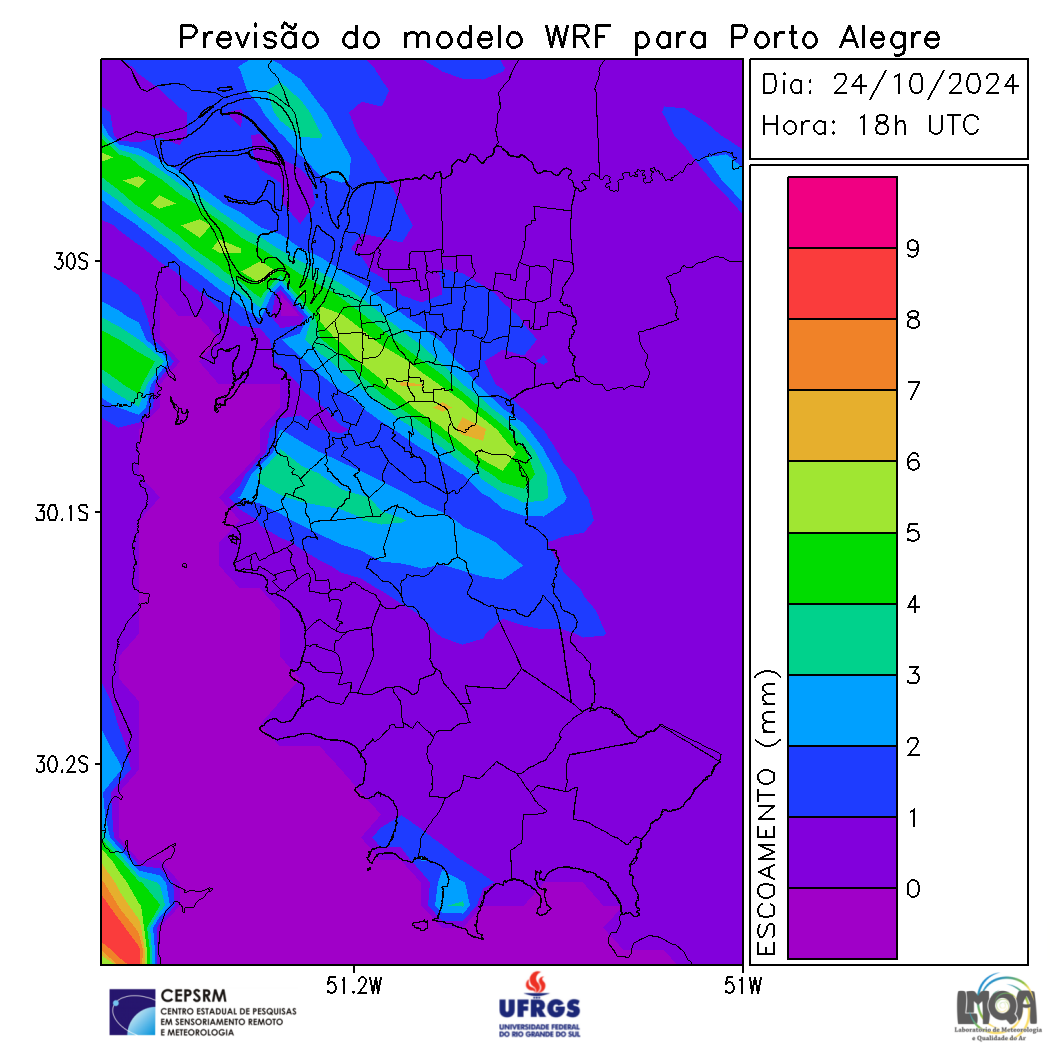 Previsão do modelo WRF para Porto Alegre
Dia: 24/10/2024
Hora: 18h UTC
30S
30.1S
30.2S
51.2W
51W
9
8
7
6
5
4
3
2
1
0
ESCOAMENTO (mm)
CEPSRM
CENTRO ESTADUAL DE PESQUISAS
EM SENSORIAMENTO REMOTO
E METEOROLOGIA
UFRGS
UNIVERSIDADE FEDERAL
DO RIO GRANDE DO SUL
LMQA
Laboratório de Meteorologia
e Qualidade do Ar